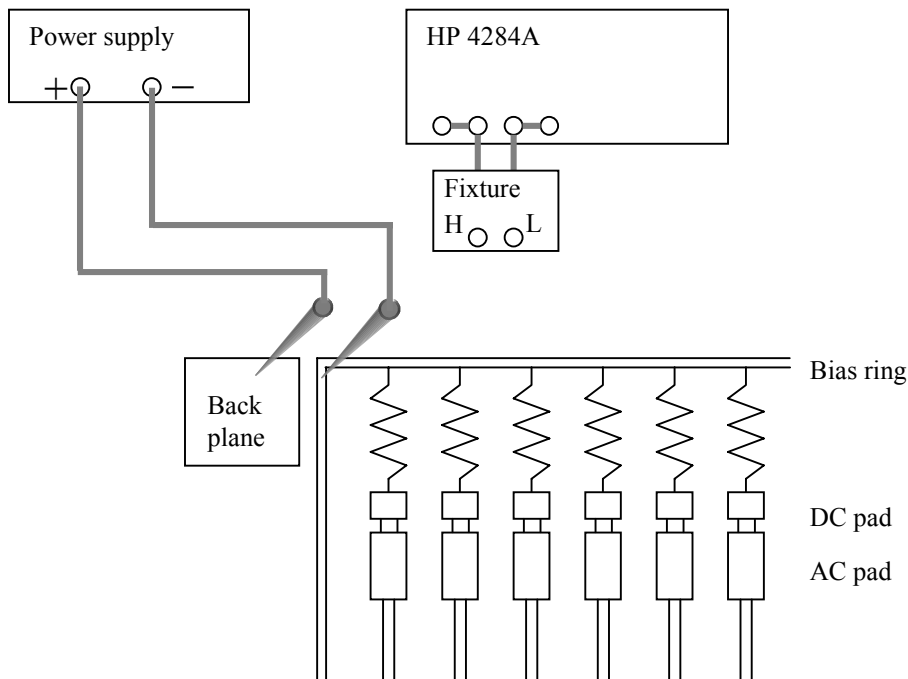 Power supply
+ −
HP 4284A
Fixture
H L
Back
plane
Bias ring
DC pad
AC pad